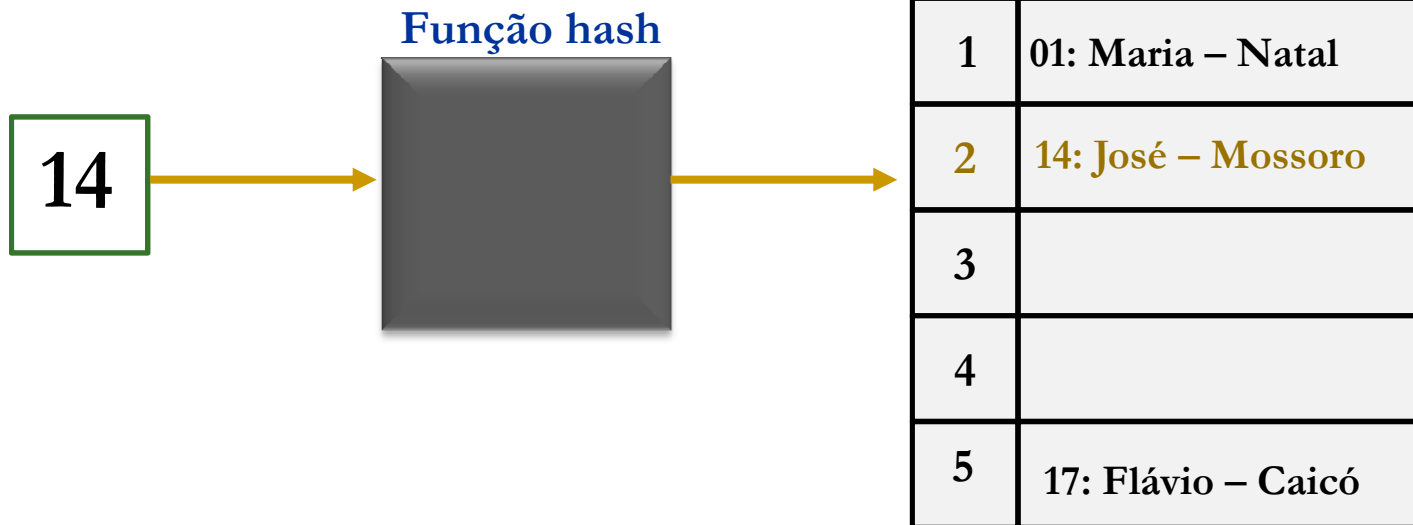 Função hash
14
1 01: Maria – Natal
2 14: José – Mossoro
3
4
5 17: Flávio – Caicó